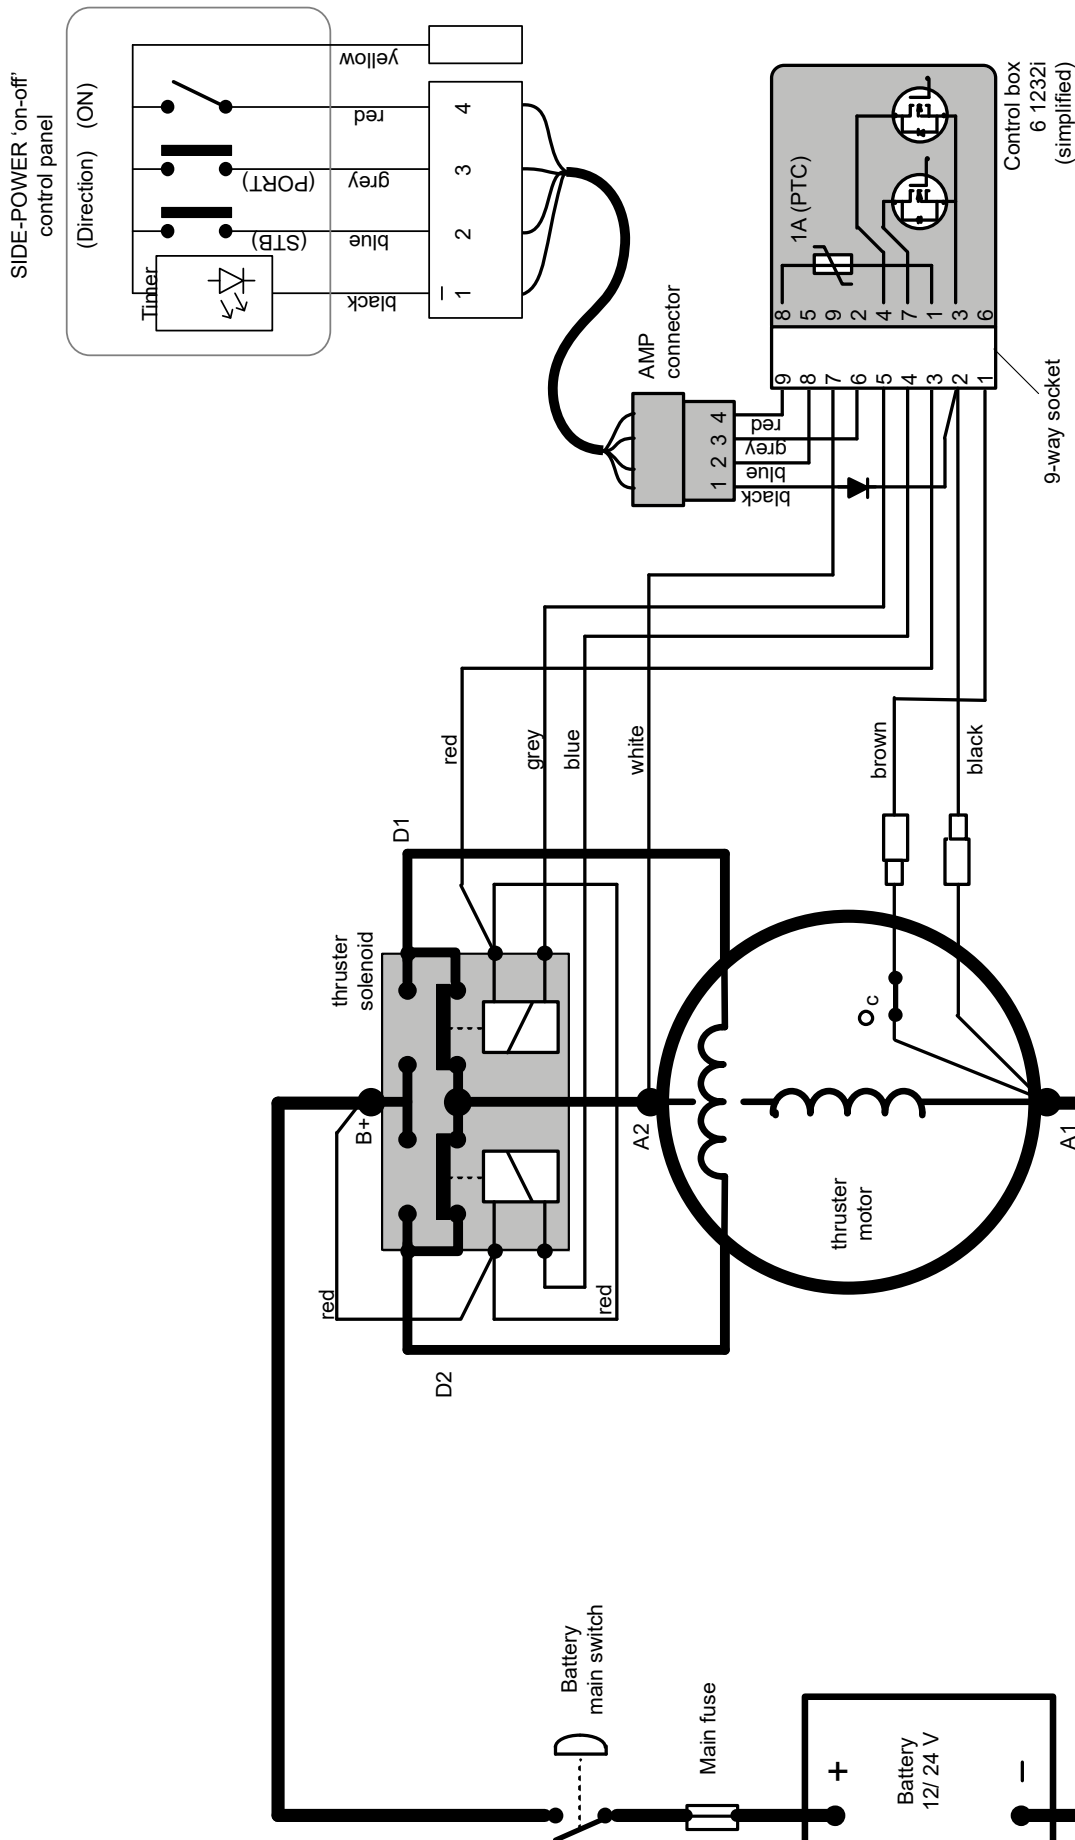 SIDE-POWER 'on-off'
control panel
(Direction) (ON)
Timer
(STB)
(PORT)
black
blue
grey
red
yellow
1
2
3
4
AMP
connector
1 2 3 4
black
blue
grey
red
1A (PTC)
Control box
6 1232i
(simplified)
8
5
9
2
4
7
1
3
6
9
8
7
6
5
4
3
2
1
9-way socket
red
grey
blue
white
brown
black
D1
thruster
solenoid
B+
A2
red
red
D2
°C
thruster
motor
A1
Battery
main switch
Main fuse
Battery
12/ 24 V
+
–